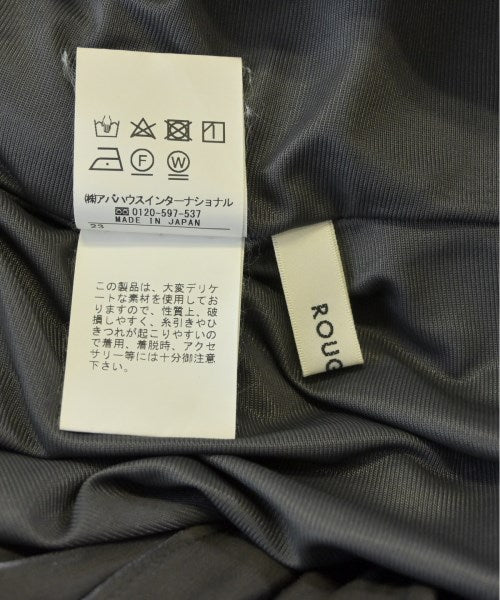 (株)アバハウスインターナショナル
0120-597-537
MADE IN JAPAN
23
この製品は、大変デリケ
ートな素材を使用してお
りますので、性質上、破
損しやすく、糸引きやひ
きつれが起こりやすいの
で着用、着脱時、アクセ
サリー等には十分御注意
下さい。
ROUG